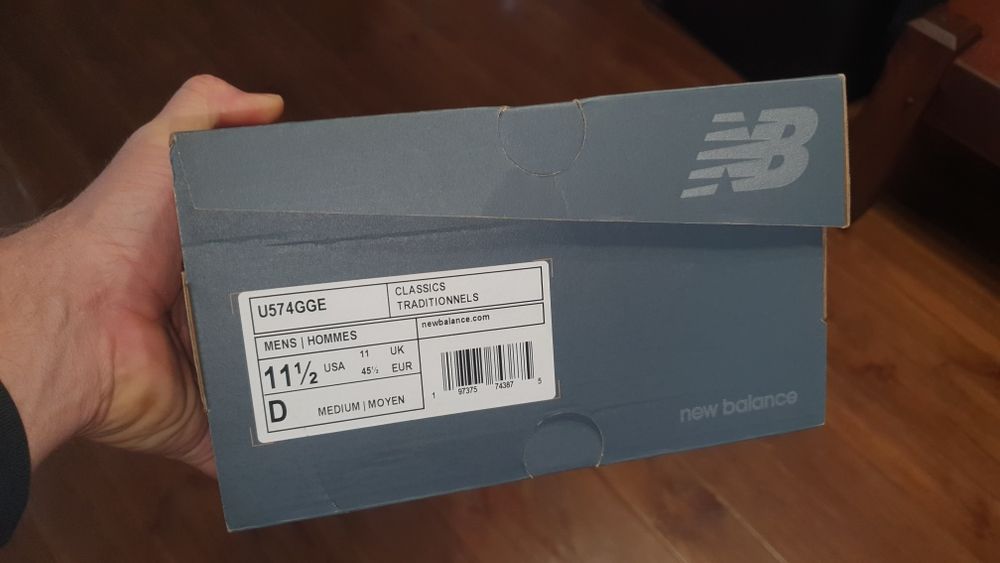 NB
U574GGE
CLASSICS
TRADITIONNELS
MENS | HOMMES
newbalance.com
11½ USA 11 UK
45½ EUR
D MEDIUM | MOYEN
1 97375 74387 5
new balance